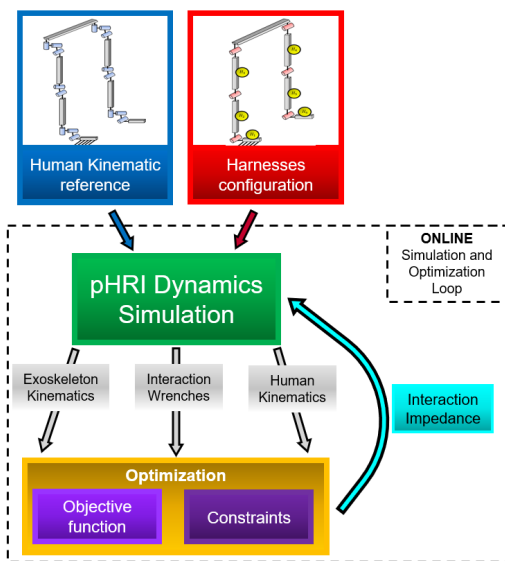 Human Kinematic
reference
Harnesses
configuration
ONLINE
Simulation and
Optimization
Loop
pHRI Dynamics
Simulation
Exoskeleton
Kinematics
Interaction
Wrenches
Human
Kinematics
Interaction
Impedance
Optimization
Objective
function
Constraints